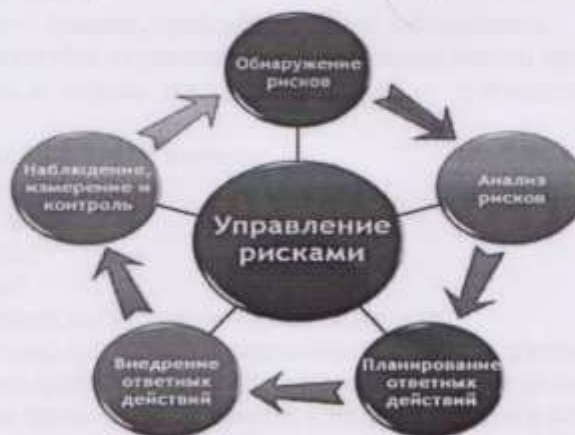 Обнаружение
рисков
Анализ
рисков
Планирование
ответных
действий
Внедрение
ответных
действий
Наблюдение,
измерение и
контроль
Управление
рисками